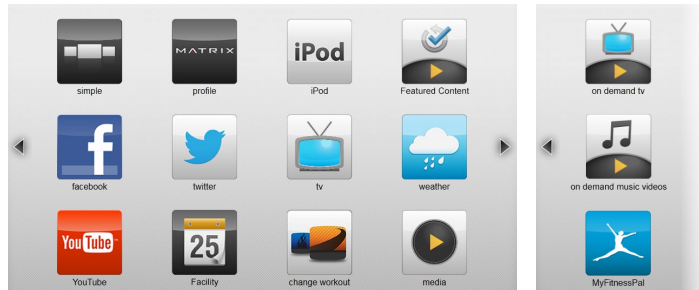 MATRIX
iPod
simple
profile
iPod
Featured Content
on demand tv
facebook
twitter
tv
weather
on demand music videos
You Tube
25
YouTube
Facility
change workout
media
MyFitnessPal